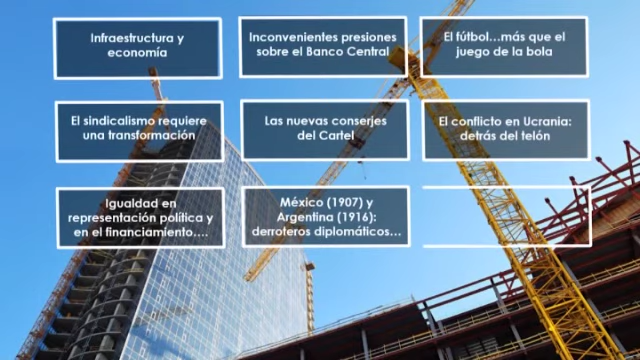 Infraestructura y
economía
Inconvenientes presiones
sobre el Banco Central
El fútbol...más que el
juego de la bola
El sindicalismo requiere
una transformación
Las nuevas conserjes
del Cartel
El conflicto en Ucrania:
detrás del telón
Igualdad en
representación política y
en el financiamiento....
México (1907) y
Argentina (1916):
derroteros diplomáticos...